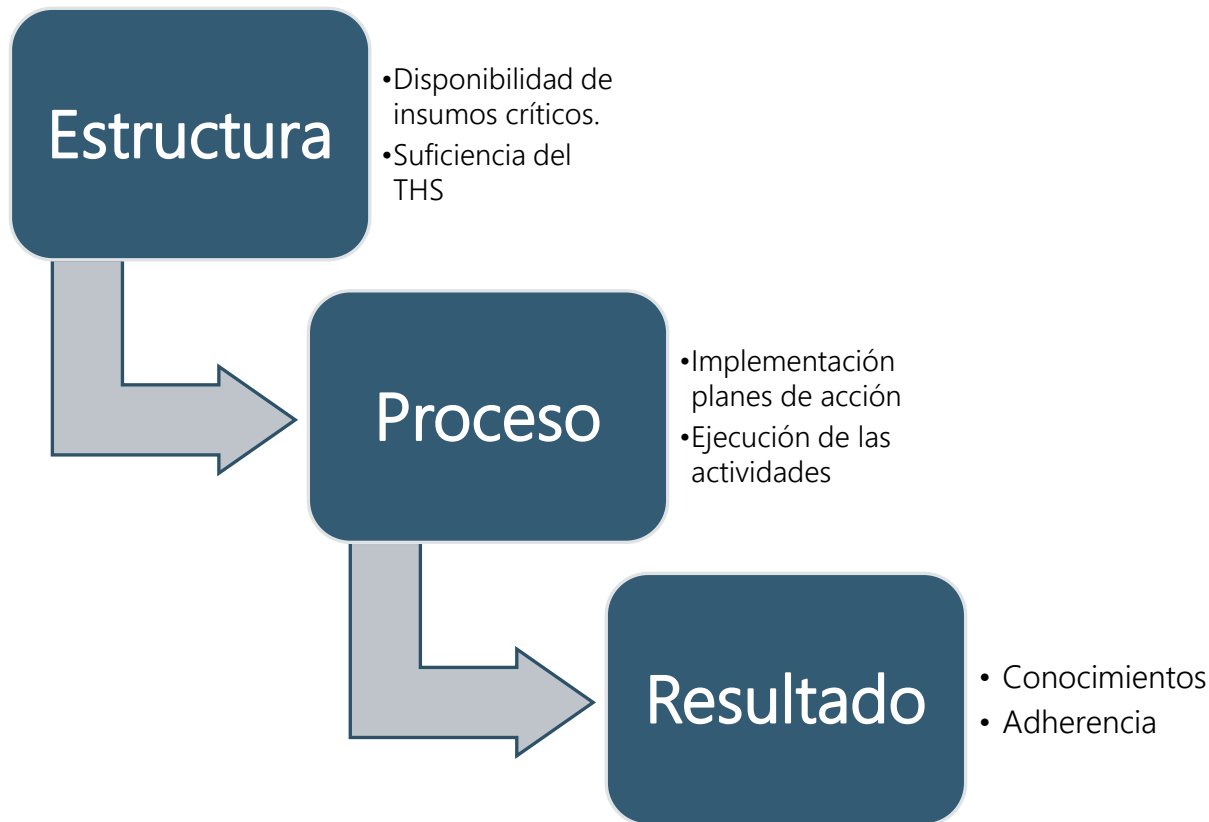 Estructura
•Disponibilidad de
insumos críticos.
•Suficiencia del
THS
Proceso
•Implementación
planes de acción
•Ejecución de las
actividades
Resultado
• Conocimientos
• Adherencia